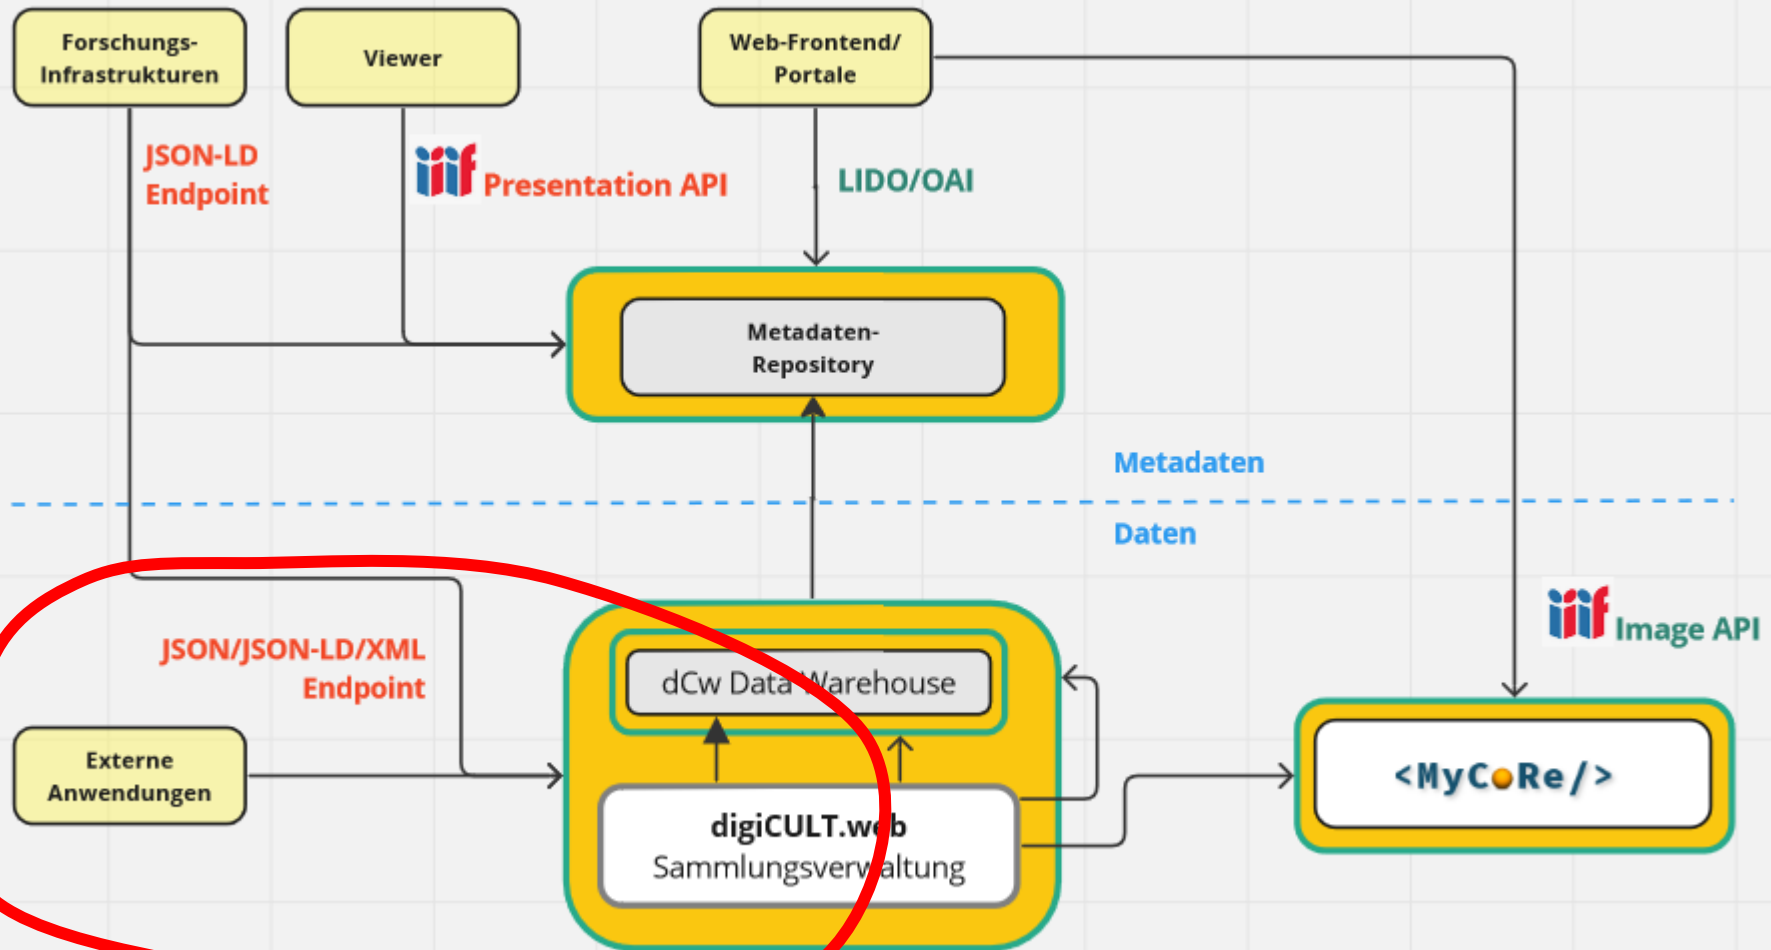 Forschungs-
Infrastrukturen
Viewer
Web-Frontend/
Portale
JSON-LD
Endpoint
iiif Presentation API
LIDO/OAI
Metadaten-
Repository
Metadaten
Daten
iiif Image API
JSON/JSON-LD/XML
Endpoint
dCw Data Warehouse
Externe
Anwendungen
<MyCoRe/>
digiCULT.web
Sammlungsverwaltung